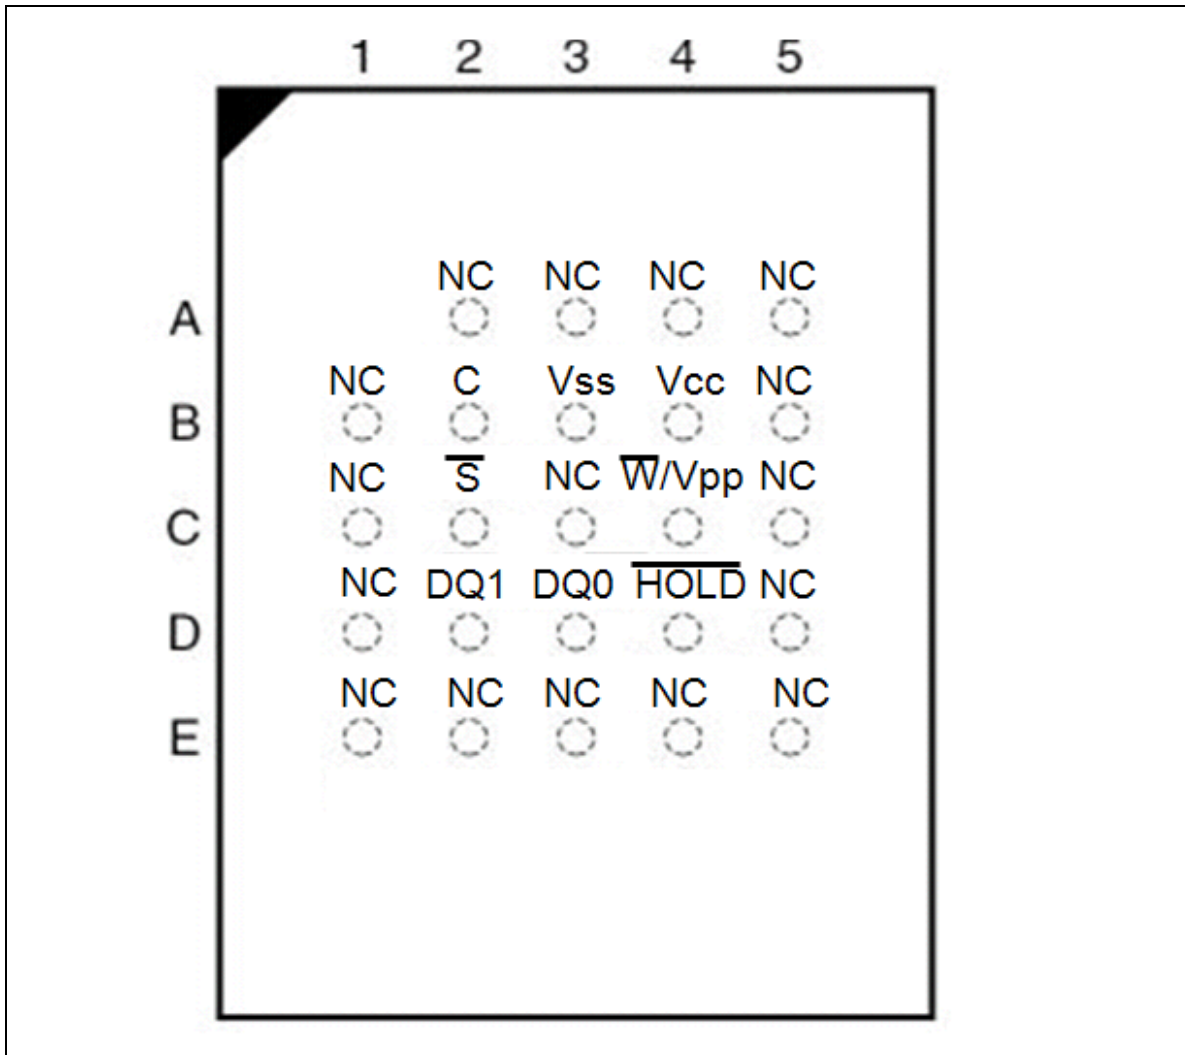 1 2 3 4 5
NC NC NC NC
A
NC C Vss Vcc NC
B
NC S̅ NC W̅/Vpp NC
C
NC DQ1 DQ0 H̅O̅L̅D̅ NC
D
NC NC NC NC NC
E